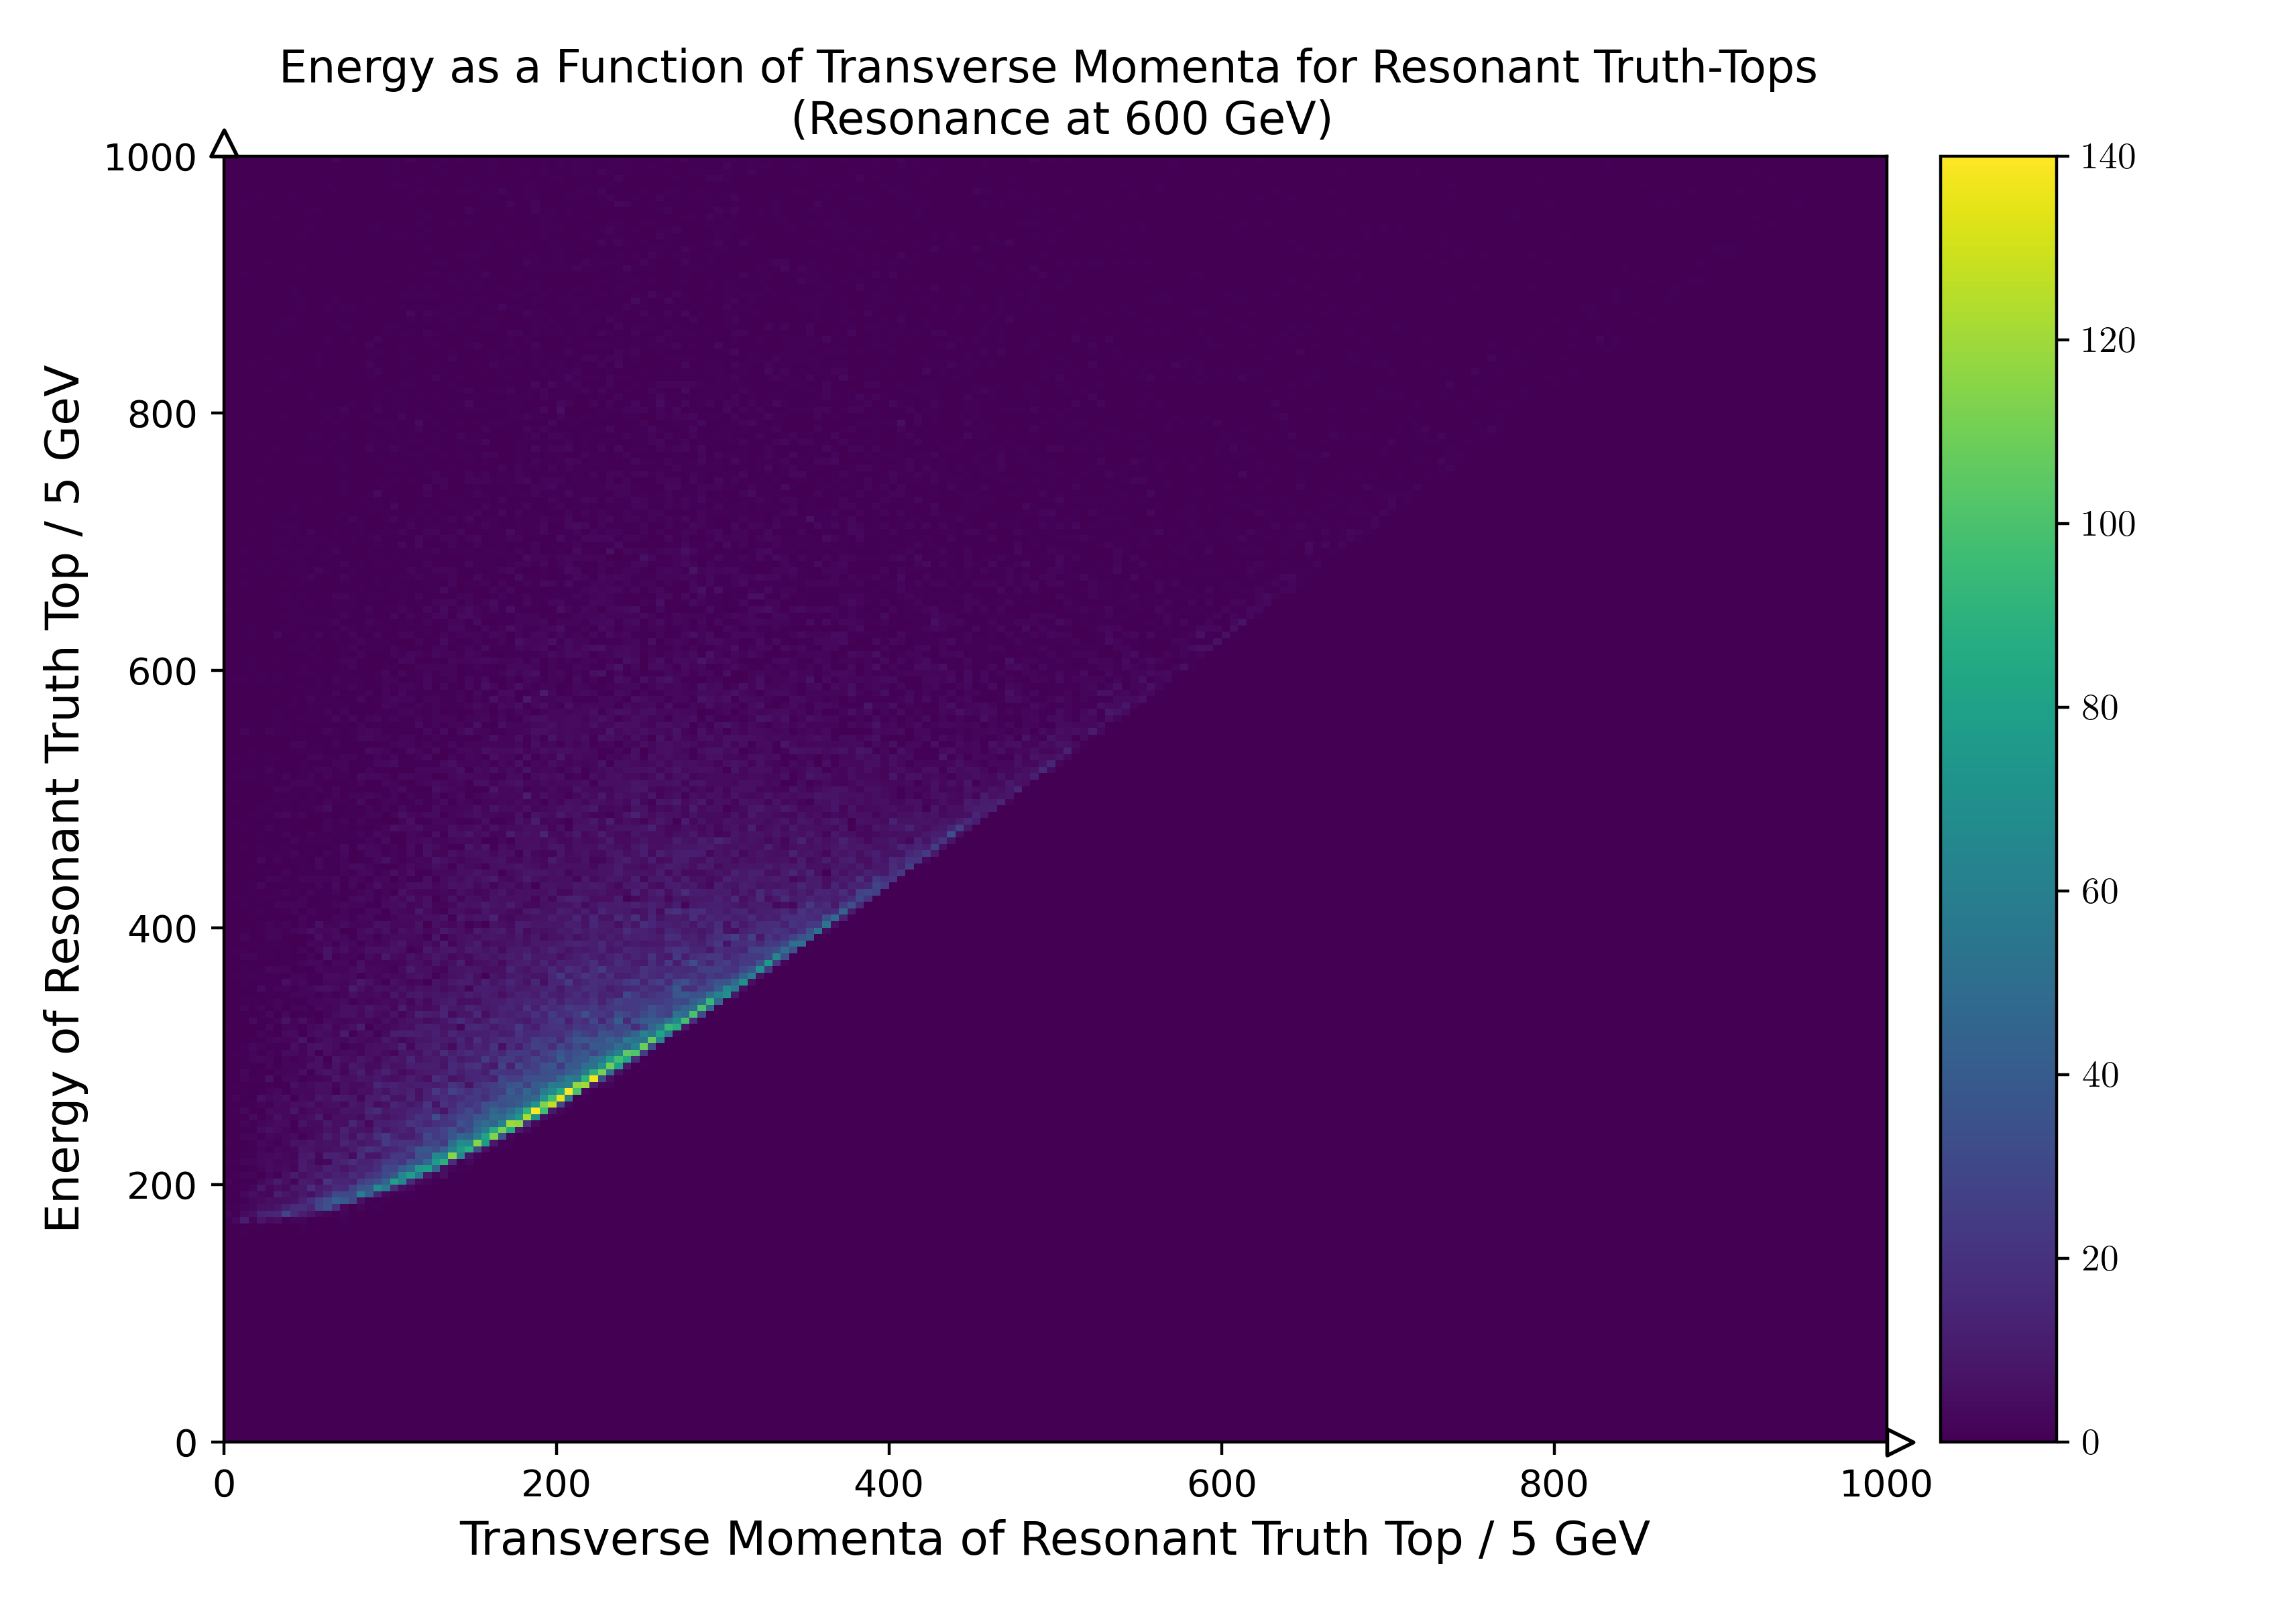 Energy as a Function of Transverse Momenta for Resonant Truth-Tops
(Resonance at 600 GeV)
Energy of Resonant Truth Top / 5 GeV
1000
800
600
400
200
0
0 200 400 600 800 1000
Transverse Momenta of Resonant Truth Top / 5 GeV
140
120
100
80
60
40
20
0